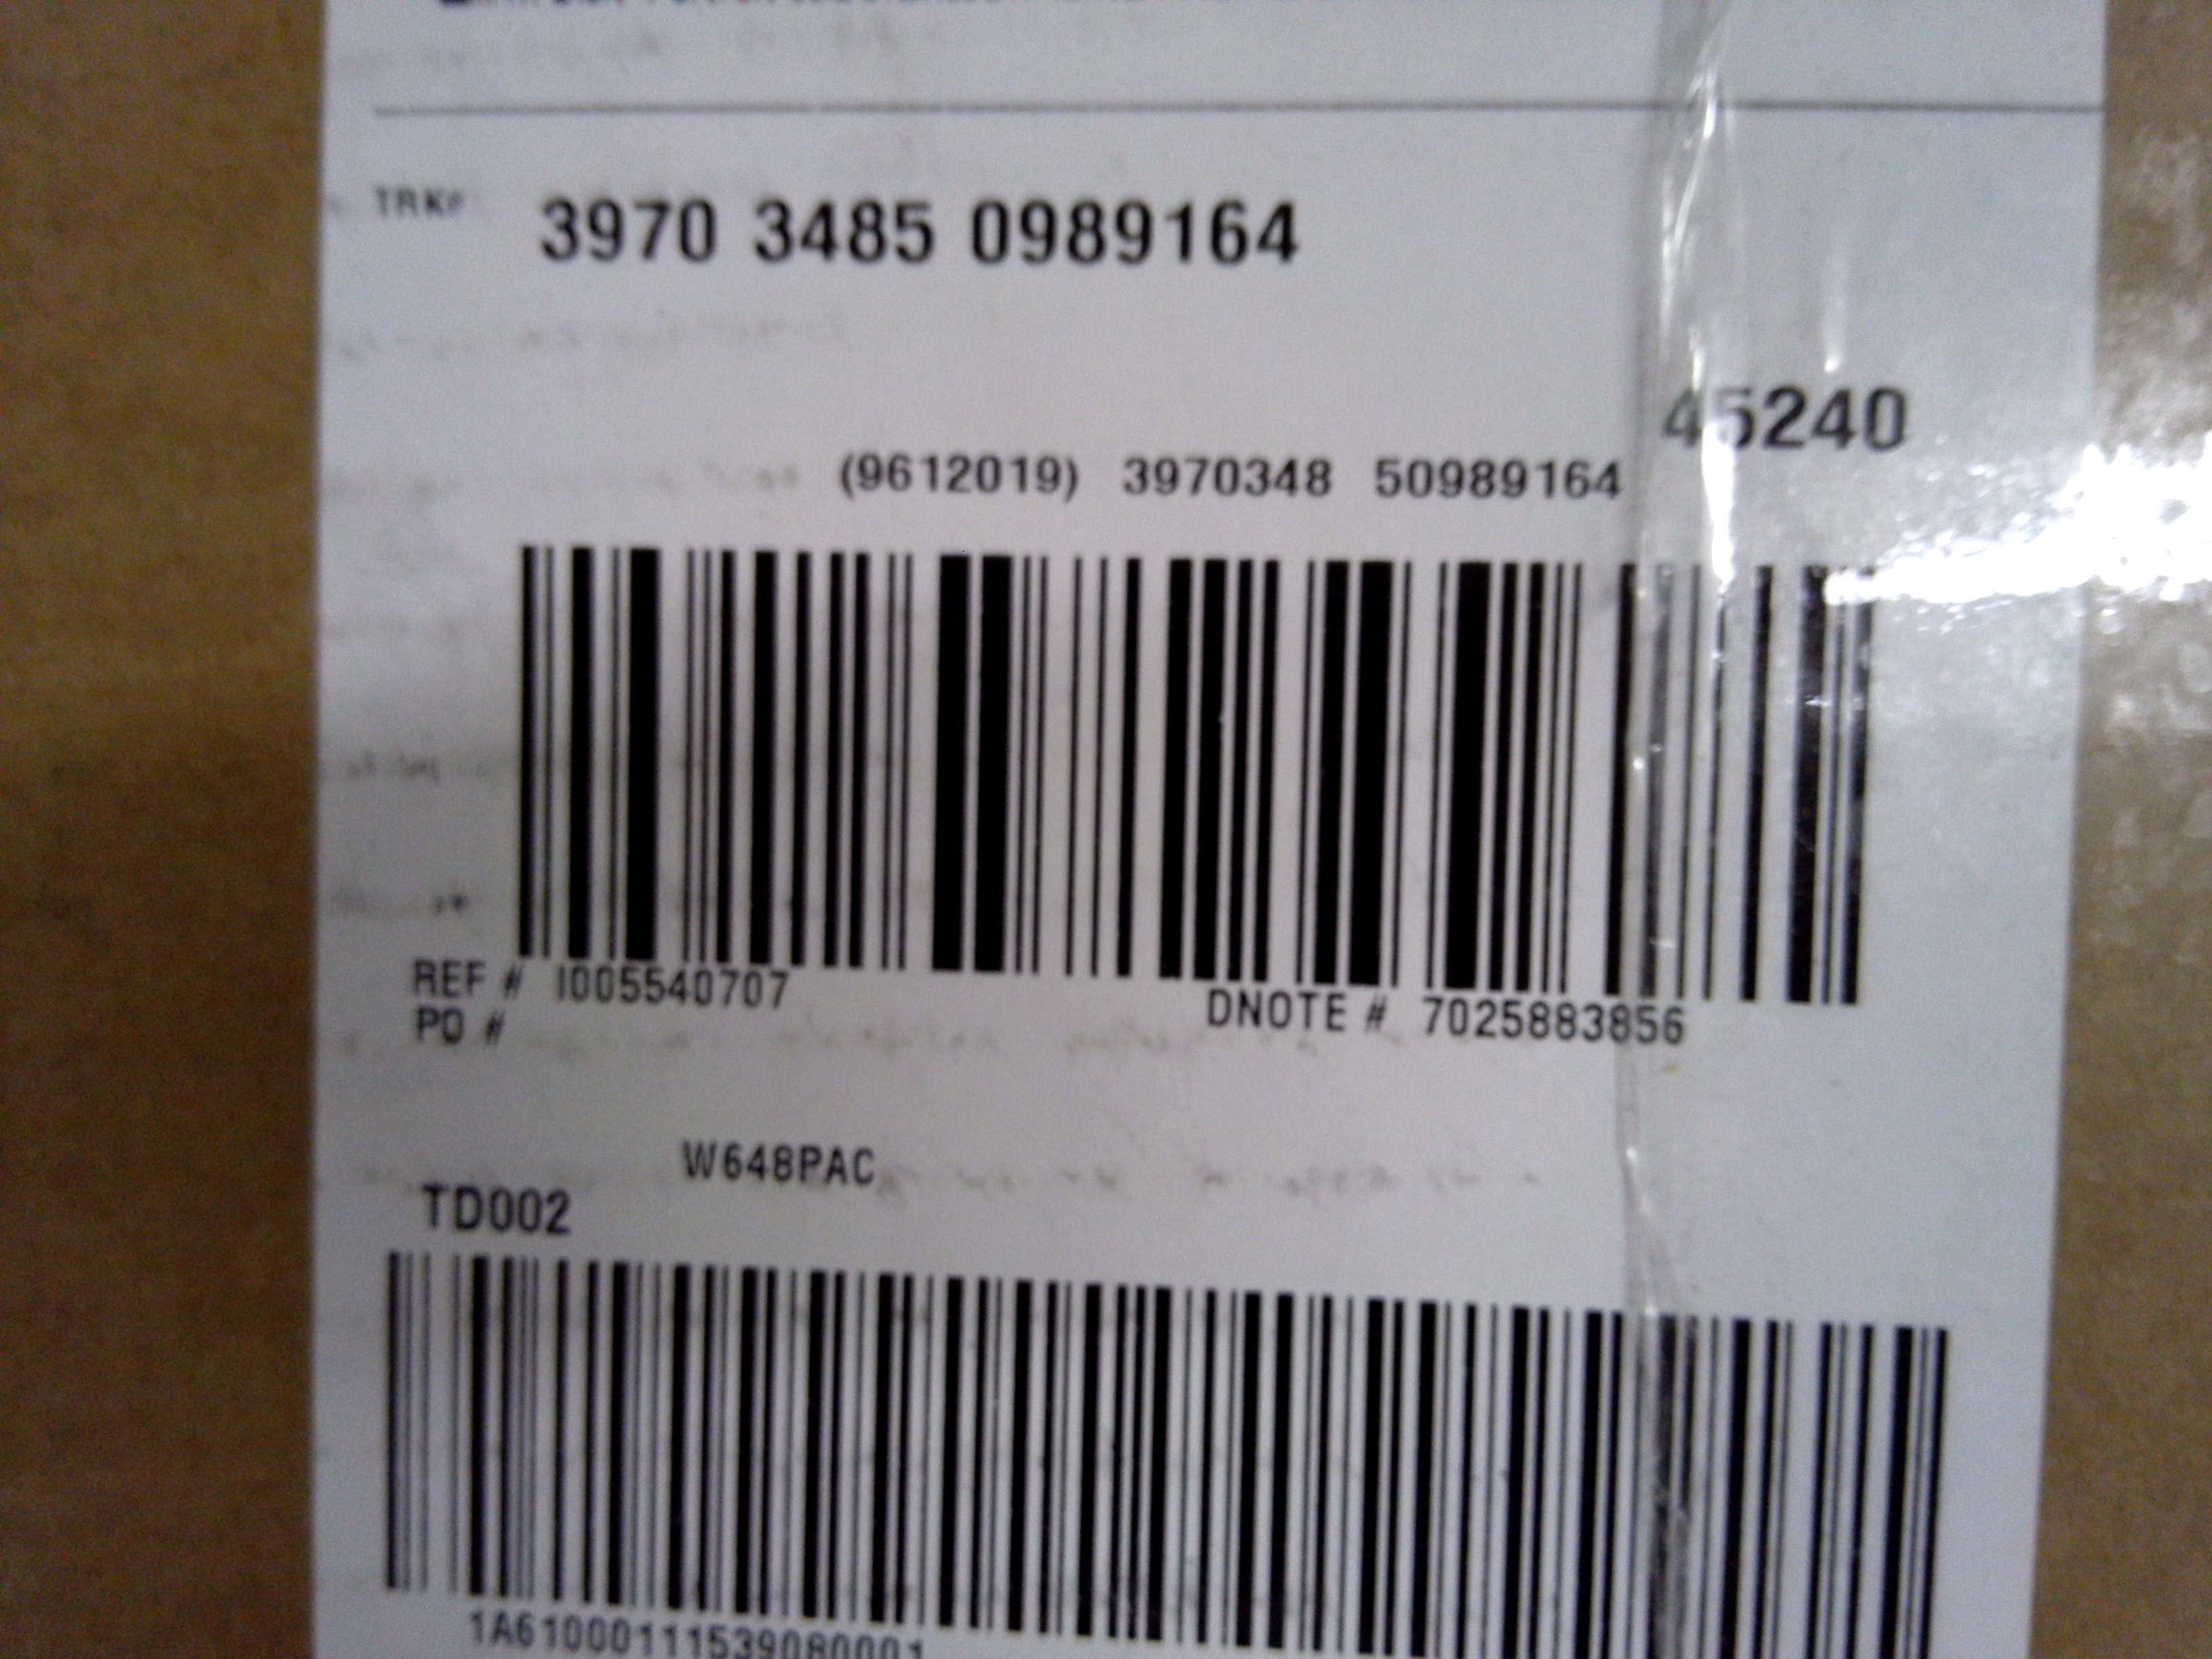 TRK#
3970 3485 0989164
45240
(9612019) 3970348 50989164
REF # I005540707
DNOTE # 7025883856
PO #
W648PAC
TD002